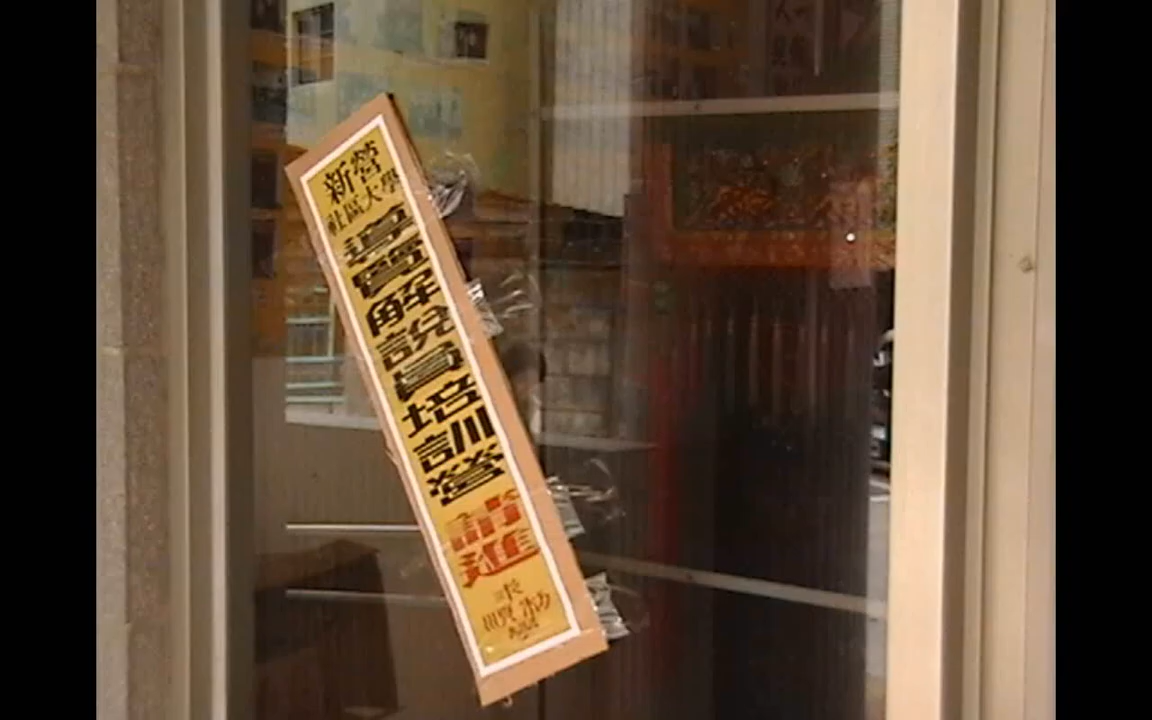 新營
社區大學
導覽解說員培訓營
請進